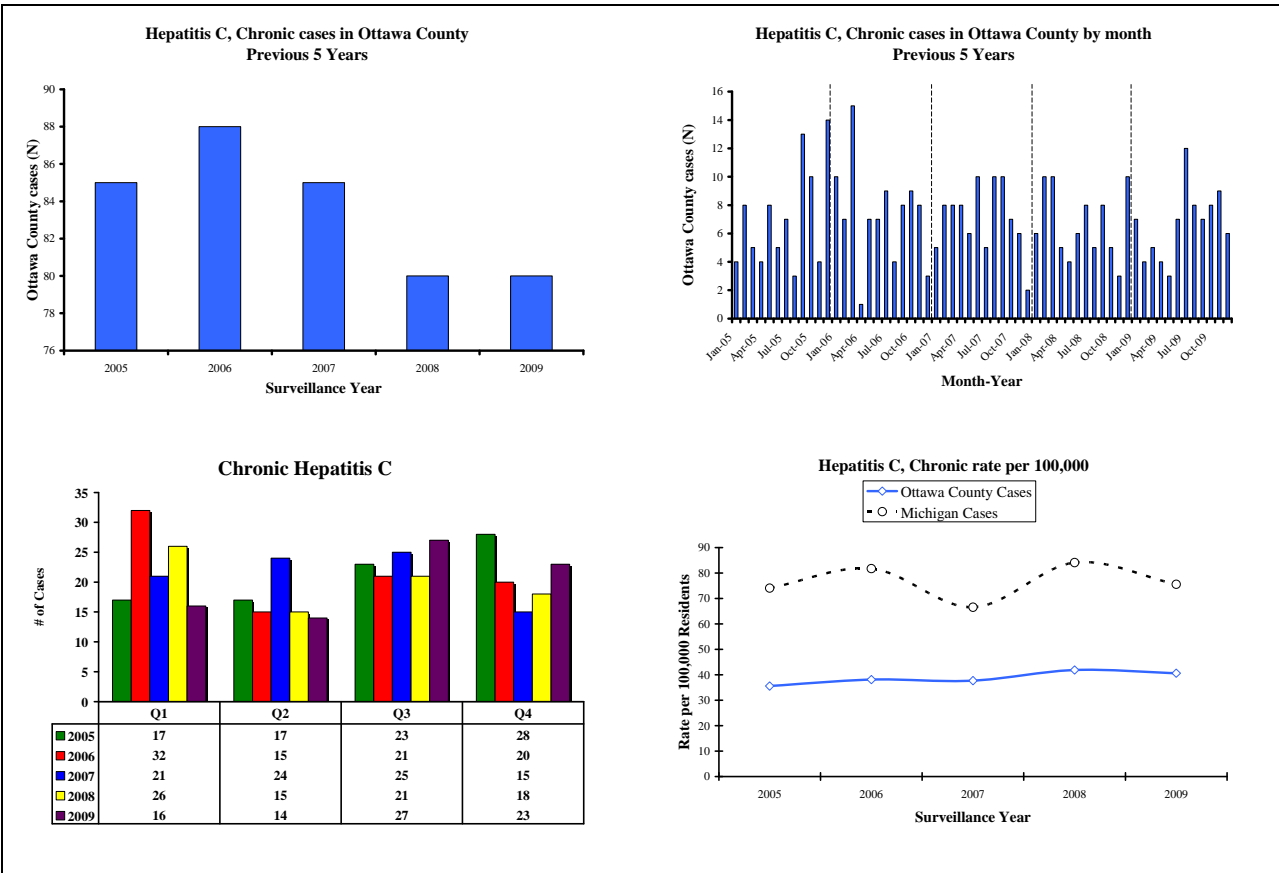 Hepatitis C, Chronic cases in Ottawa County
Previous 5 Years
90
88
86
84
82
80
78
76
Ottawa County cases (N)
2005 2006 2007 2008 2009
Surveillance Year
Hepatitis C, Chronic cases in Ottawa County by month
Previous 5 Years
16
14
12
10
8
6
4
2
0
Ottawa County cases (N)
Jan-05 Apr-05 Jul-05 Oct-05 Jan-06 Apr-06 Jul-06 Oct-06 Jan-07 Apr-07 Jul-07 Oct-07 Jan-08 Apr-08 Jul-08 Oct-08 Jan-09 Apr-09 Jul-09 Oct-09
Month-Year
Chronic Hepatitis C
35
30
25
20
15
10
5
0
# of Cases
Q1 Q2 Q3 Q4
2005 17 17 23 28
2006 32 15 21 20
2007 21 24 25 15
2008 26 15 21 18
2009 16 14 27 23
Hepatitis C, Chronic rate per 100,000
Ottawa County Cases
Michigan Cases
90
80
70
60
50
40
30
20
10
0
Rate per 100,000 Residents
2005 2006 2007 2008 2009
Surveillance Year